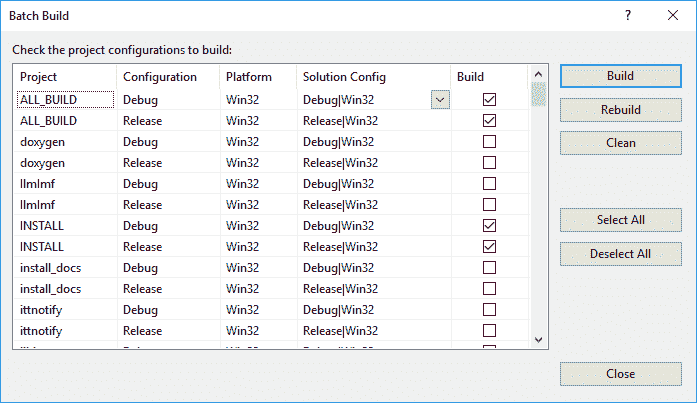 Batch Build ?
Check the project configurations to build:
Project Configuration Platform Solution Config Build
ALL_BUILD Debug Win32 Debug|Win32
ALL_BUILD Release Win32 Release|Win32
doxygen Debug Win32 Debug|Win32
doxygen Release Win32 Release|Win32
llmlmf Debug Win32 Debug|Win32
llmlmf Release Win32 Release|Win32
INSTALL Debug Win32 Debug|Win32
INSTALL Release Win32 Release|Win32
install_docs Debug Win32 Debug|Win32
install_docs Release Win32 Release|Win32
ittnotify Debug Win32 Debug|Win32
ittnotify Release Win32 Release|Win32
Build
Rebuild
Clean
Select All
Deselect All
Close